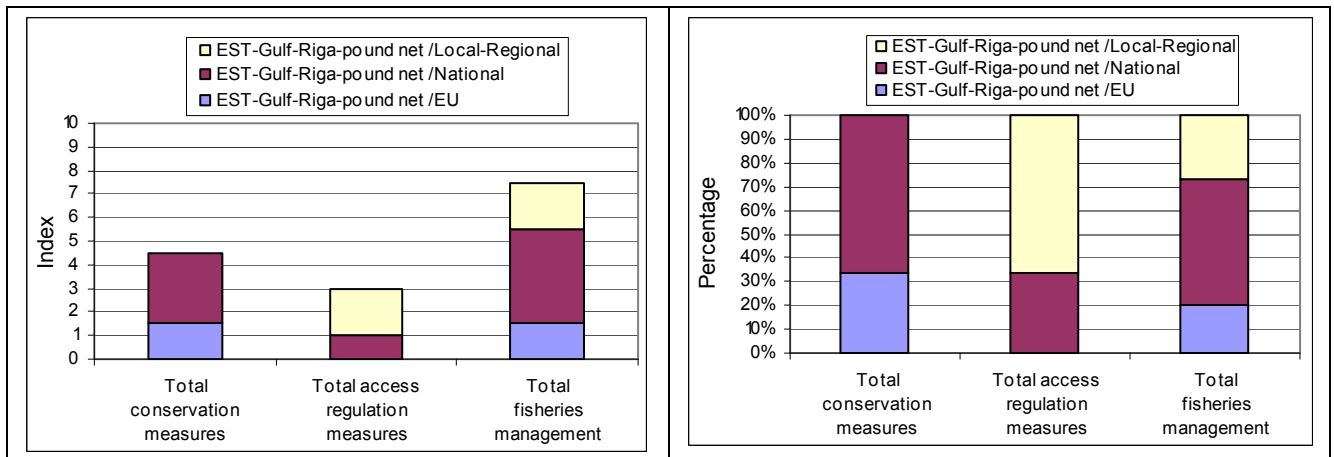 EST-Gulf-Riga-pound net /Local-Regional
EST-Gulf-Riga-pound net /National
EST-Gulf-Riga-pound net /EU
10
9
8
7
6
5
4
3
2
1
0
Index
Total
conservation
measures
Total access
regulation
measures
Total
fisheries
management
EST-Gulf-Riga-pound net /Local-Regional
EST-Gulf-Riga-pound net /National
EST-Gulf-Riga-pound net /EU
100%
90%
80%
70%
60%
50%
40%
30%
20%
10%
0%
Percentage
Total
conservation
measures
Total access
regulation
measures
Total
fisheries
management